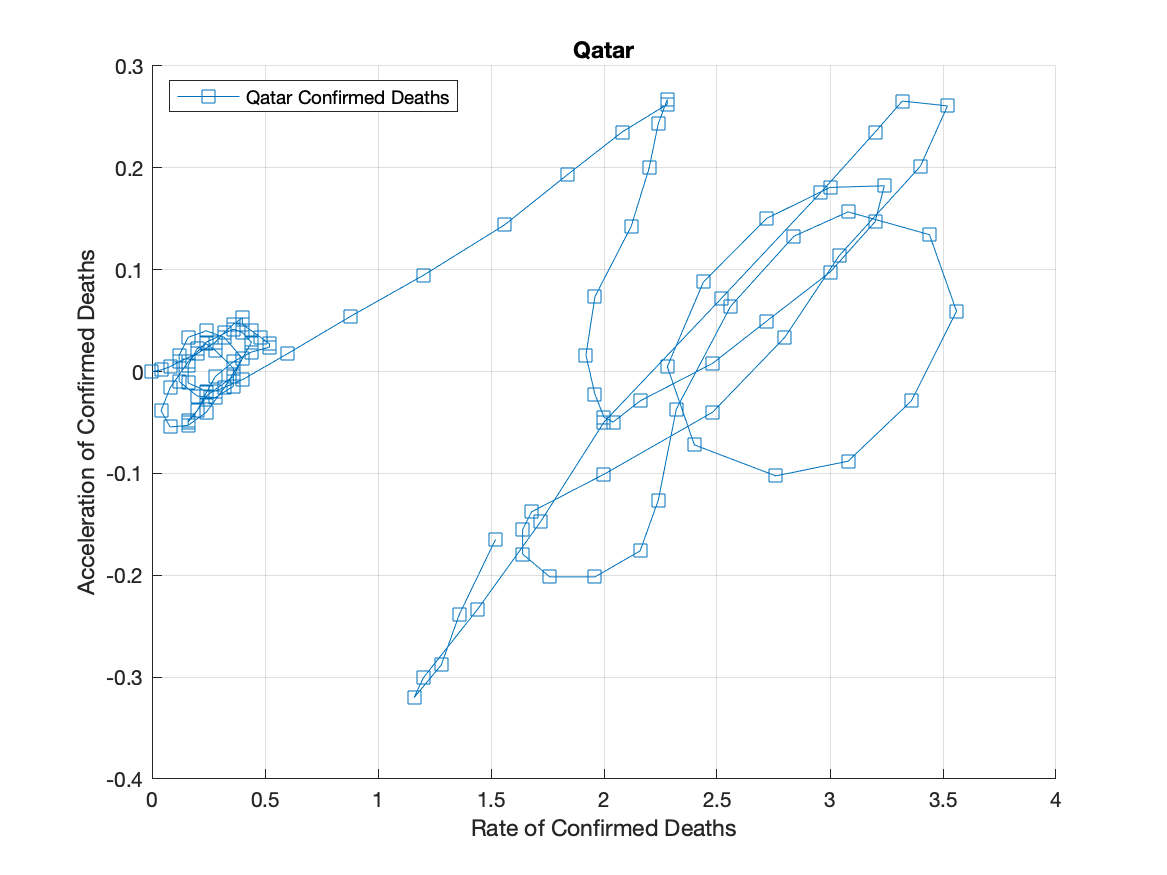 Qatar
Qatar Confirmed Deaths
0.3
0.2
0.1
0
-0.1
-0.2
-0.3
-0.4
Acceleration of Confirmed Deaths
0 0.5 1 1.5 2 2.5 3 3.5 4
Rate of Confirmed Deaths